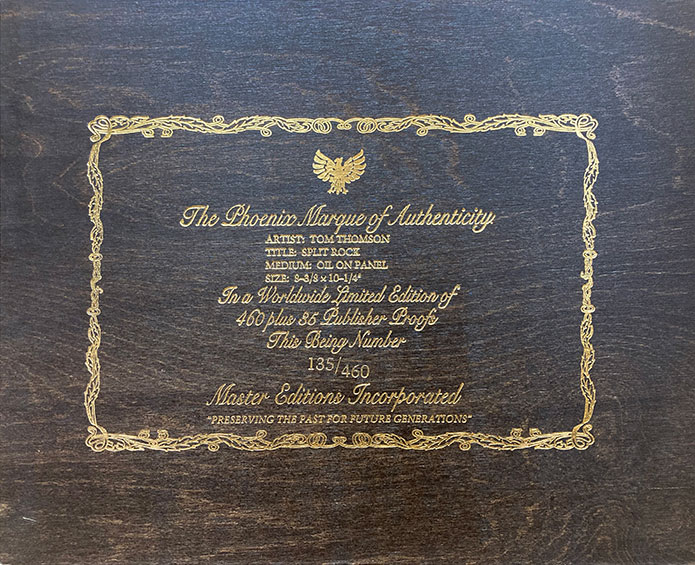 The Phoenix Marque of Authenticity
ARTIST: TOM THOMSON
TITLE: SPLIT ROCK
MEDIUM: OIL ON PANEL
SIZE: 8-3/8 x 10-1/4"
In a Worldwide Limited Edition of
460 plus 85 Publisher Proofs
This Being Number
135/460
Master Editions Incorporated
"PRESERVING THE PAST FOR FUTURE GENERATIONS"